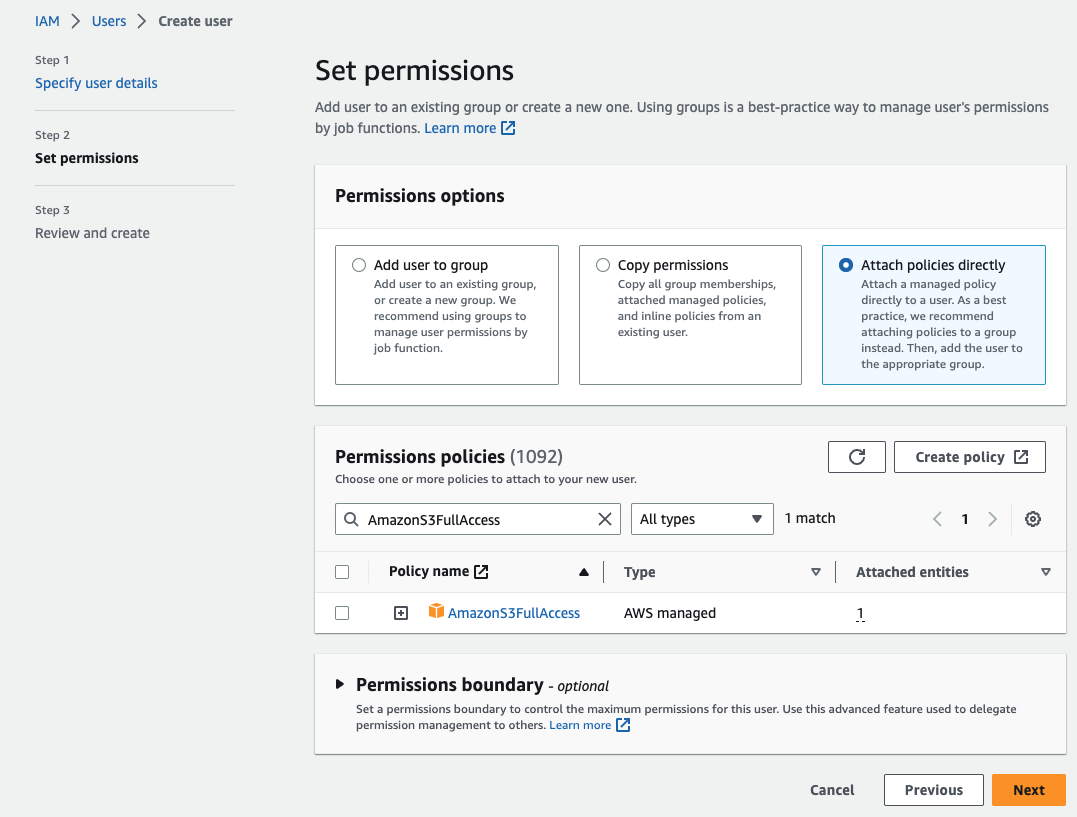 IAM > Users > Create user
Step 1
Specify user details
Step 2
Set permissions
Step 3
Review and create
Set permissions
Add user to an existing group or create a new one. Using groups is a best-practice way to manage user's permissions
by job functions. Learn more
Permissions options
Add user to group
Add user to an existing group,
or create a new group. We
recommend using groups to
manage user permissions by
job function.
Copy permissions
Copy all group memberships,
attached managed policies,
and inline policies from an
existing user.
Attach policies directly
Attach a managed policy
directly to a user. As a best
practice, we recommend
attaching policies to a group
instead. Then, add the user to
the appropriate group.
Permissions policies (1092)
Choose one or more policies to attach to your new user.
Create policy
AmazonS3FullAccess
All types
1 match
1
Policy name
Type
Attached entities
AmazonS3FullAccess
AWS managed
1
Permissions boundary - optional
Set a permissions boundary to control the maximum permissions for this user. Use this advanced feature used to delegate
permission management to others. Learn more
Cancel
Previous
Next